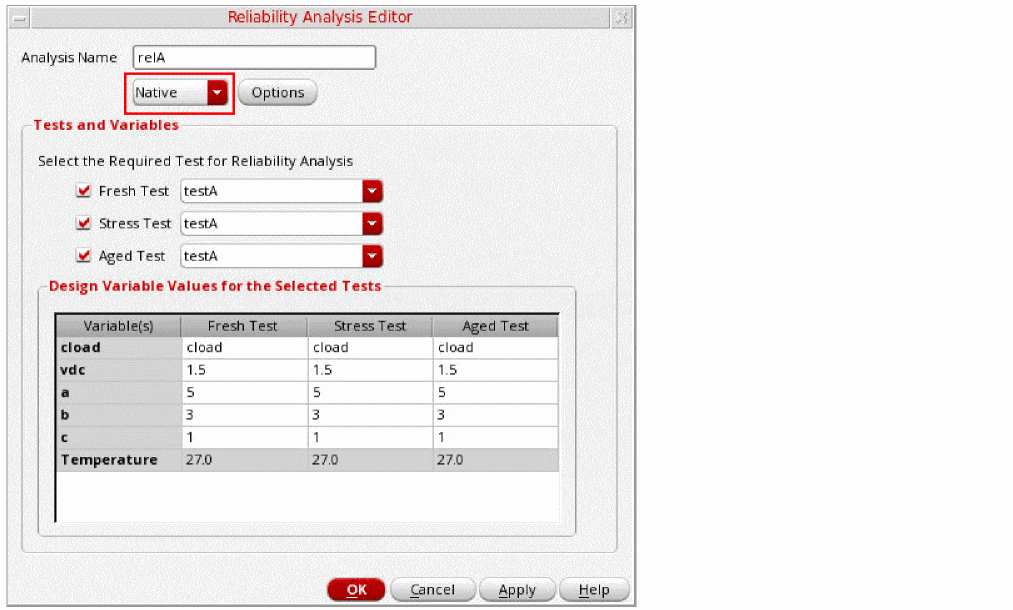 Reliability Analysis Editor
Analysis Name relA
Native Options
Tests and Variables
Select the Required Test for Reliability Analysis
Fresh Test testA
Stress Test testA
Aged Test testA
Design Variable Values for the Selected Tests
Variable(s) Fresh Test Stress Test Aged Test
cload cload cload cload
vdc 1.5 1.5 1.5
a 5 5 5
b 3 3 3
c 1 1 1
Temperature 27.0 27.0 27.0
OK Cancel Apply Help